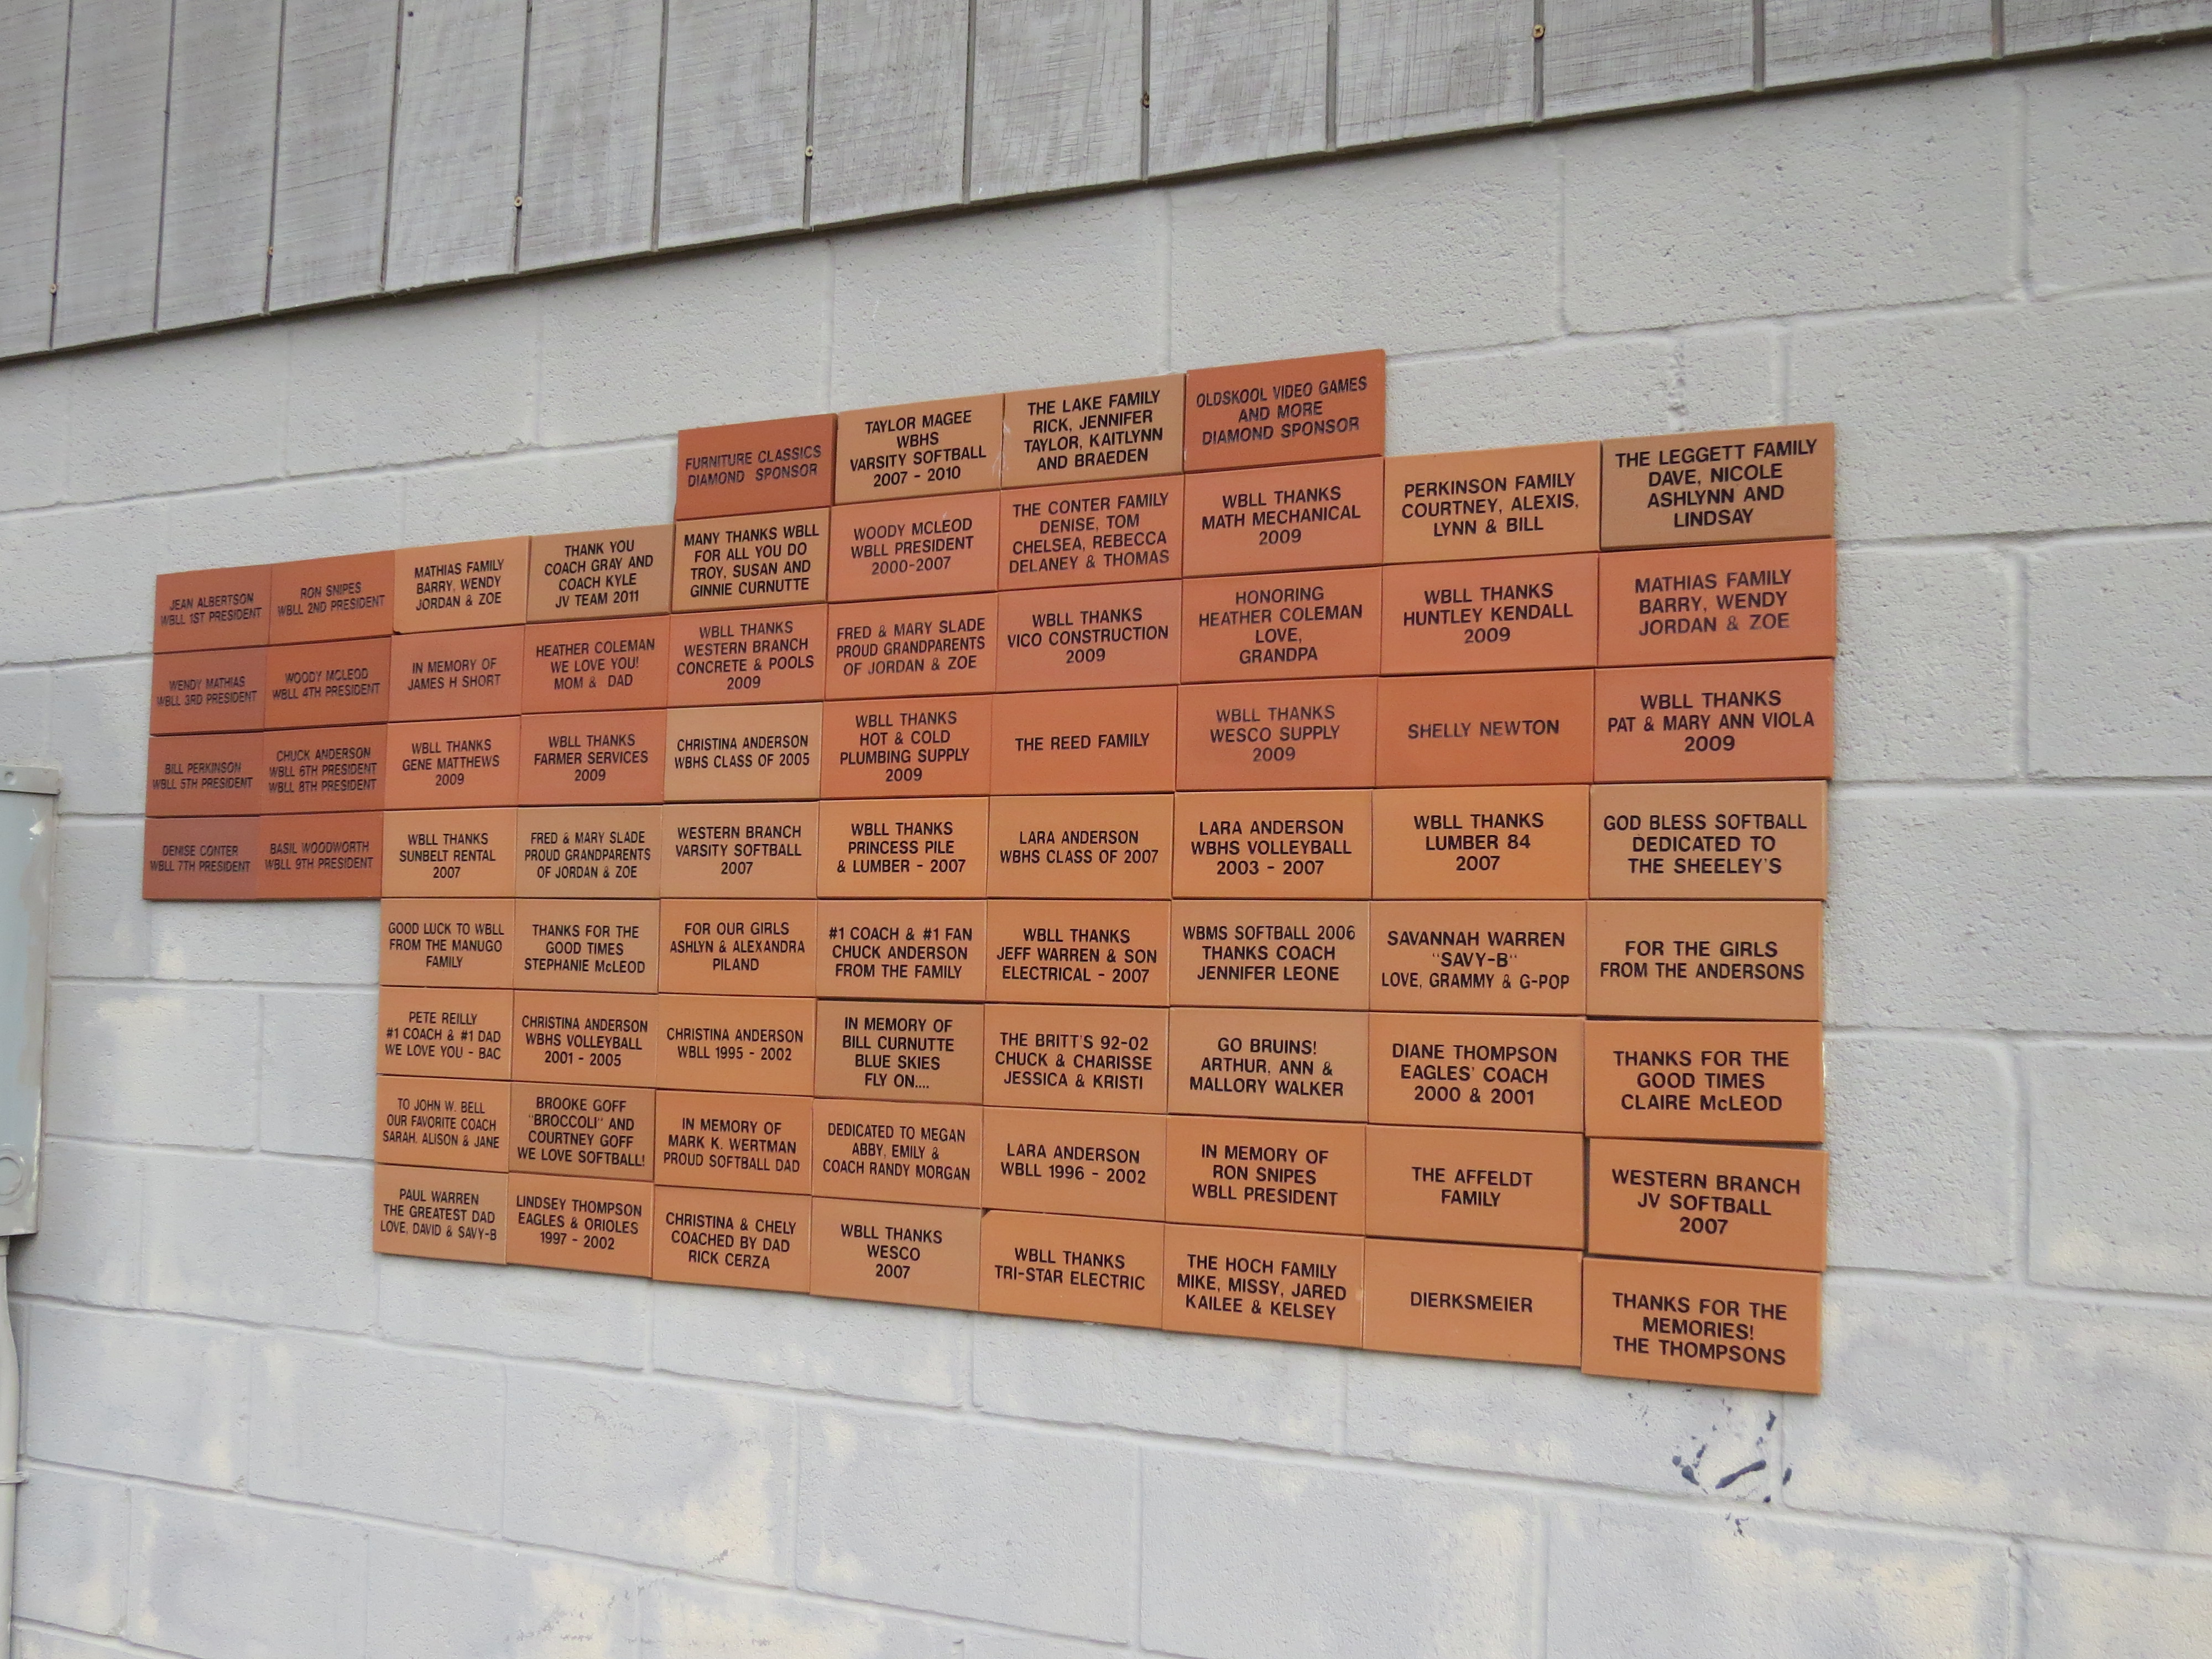 FURNITURE CLASSICS
DIAMOND SPONSOR
TAYLOR MAGEE
WBHS
VARSITY SOFTBALL
2007 - 2010
THE LAKE FAMILY
RICK, JENNIFER
TAYLOR, KAITLYNN
AND BRAEDEN
OLDSKOOL VIDEO GAMES
AND MORE
DIAMOND SPONSOR
JEAN ALBERTSON
WBLL 1ST PRESIDENT
RON SNIPES
WBLL 2ND PRESIDENT
MATHIAS FAMILY
BARRY, WENDY
JORDAN & ZOE
THANK YOU
COACH GRAY AND
COACH KYLE
JV TEAM 2011
MANY THANKS WBLL
FOR ALL YOU DO
TROY, SUSAN AND
GINNIE CURNUTTE
WOODY MCLEOD
WBLL PRESIDENT
2000-2007
THE CONTER FAMILY
DENISE, TOM
CHELSEA, REBECCA
DELANEY & THOMAS
WBLL THANKS
MATH MECHANICAL
2009
PERKINSON FAMILY
COURTNEY, ALEXIS,
LYNN & BILL
THE LEGGETT FAMILY
DAVE, NICOLE
ASHLYNN AND
LINDSAY
WENDY MATHIAS
WBLL 3RD PRESIDENT
WOODY MCLEOD
WBLL 4TH PRESIDENT
IN MEMORY OF
JAMES H SHORT
HEATHER COLEMAN
WE LOVE YOU!
MOM & DAD
WBLL THANKS
WESTERN BRANCH
CONCRETE & POOLS
2009
FRED & MARY SLADE
PROUD GRANDPARENTS
OF JORDAN & ZOE
WBLL THANKS
VICO CONSTRUCTION
2009
HONORING
HEATHER COLEMAN
LOVE,
GRANDPA
WBLL THANKS
HUNTLEY KENDALL
2009
MATHIAS FAMILY
BARRY, WENDY
JORDAN & ZOE
BILL PERKINSON
WBLL 5TH PRESIDENT
CHUCK ANDERSON
WBLL 6TH PRESIDENT
WBLL 8TH PRESIDENT
WBLL THANKS
GENE MATTHEWS
2009
WBLL THANKS
FARMER SERVICES
2009
CHRISTINA ANDERSON
WBHS CLASS OF 2005
WBLL THANKS
HOT & COLD
PLUMBING SUPPLY
2009
THE REED FAMILY
WBLL THANKS
WESCO SUPPLY
2009
SHELLY NEWTON
WBLL THANKS
PAT & MARY ANN VIOLA
2009
DENISE CONTER
WBLL 7TH PRESIDENT
BASIL WOODWORTH
WBLL 9TH PRESIDENT
WBLL THANKS
SUNBELT RENTAL
2007
FRED & MARY SLADE
PROUD GRANDPARENTS
OF JORDAN & ZOE
WESTERN BRANCH
VARSITY SOFTBALL
2007
WBLL THANKS
PRINCESS PILE
& LUMBER - 2007
LARA ANDERSON
WBHS CLASS OF 2007
LARA ANDERSON
WBHS VOLLEYBALL
2003 - 2007
WBLL THANKS
LUMBER 84
2007
GOD BLESS SOFTBALL
DEDICATED TO
THE SHEELEY'S
GOOD LUCK TO WBLL
FROM THE MANUGO
FAMILY
THANKS FOR THE
GOOD TIMES
STEPHANIE McLEOD
FOR OUR GIRLS
ASHLYN & ALEXANDRA
PILAND
#1 COACH & #1 FAN
CHUCK ANDERSON
FROM THE FAMILY
WBLL THANKS
JEFF WARREN & SON
ELECTRICAL - 2007
WBMS SOFTBALL 2006
THANKS COACH
JENNIFER LEONE
SAVANNAH WARREN
"SAVY-B"
LOVE, GRAMMY & G-POP
FOR THE GIRLS
FROM THE ANDERSONS
PETE REILLY
#1 COACH & #1 DAD
WE LOVE YOU - BAC
CHRISTINA ANDERSON
WBHS VOLLEYBALL
2001 - 2005
CHRISTINA ANDERSON
WBLL 1995 - 2002
IN MEMORY OF
BILL CURNUTTE
BLUE SKIES
FLY ON....
THE BRITT'S 92-02
CHUCK & CHARISSE
JESSICA & KRISTI
GO BRUINS!
ARTHUR, ANN &
MALLORY WALKER
DIANE THOMPSON
EAGLES' COACH
2000 & 2001
THANKS FOR THE
GOOD TIMES
CLAIRE McLEOD
TO JOHN W. BELL
OUR FAVORITE COACH
SARAH, ALISON & JANE
BROOKE GOFF
"BROCCOLI" AND
COURTNEY GOFF
WE LOVE SOFTBALL!
IN MEMORY OF
MARK K. WERTMAN
PROUD SOFTBALL DAD
DEDICATED TO MEGAN
ABBY, EMILY &
COACH RANDY MORGAN
LARA ANDERSON
WBLL 1996 - 2002
IN MEMORY OF
RON SNIPES
WBLL PRESIDENT
THE AFFELDT
FAMILY
WESTERN BRANCH
JV SOFTBALL
2007
PAUL WARREN
THE GREATEST DAD
LOVE, DAVID & SAVY-B
LINDSEY THOMPSON
EAGLES & ORIOLES
1997 - 2002
CHRISTINA & CHELY
COACHED BY DAD
RICK CERZA
WBLL THANKS
WESCO
2007
WBLL THANKS
TRI-STAR ELECTRIC
THE HOCH FAMILY
MIKE, MISSY, JARED
KAILEE & KELSEY
DIERKSMEIER
THANKS FOR THE
MEMORIES!
THE THOMPSONS